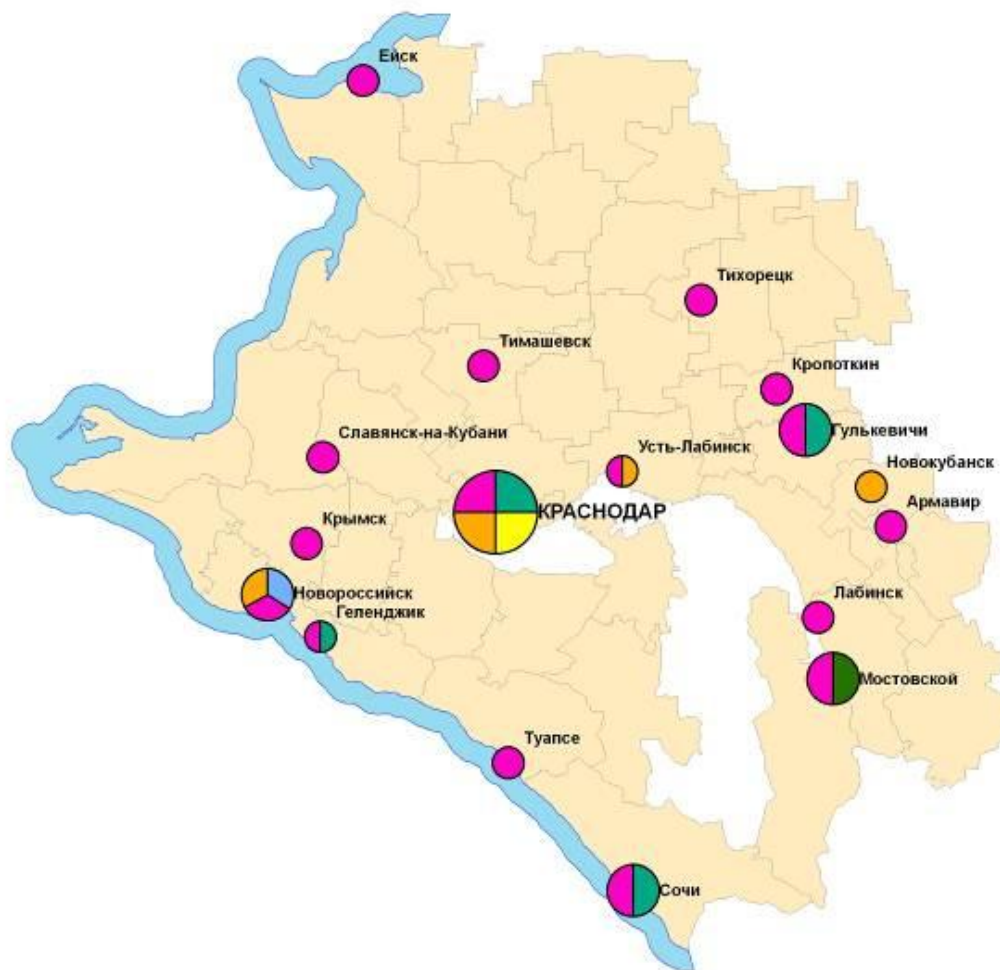 Ейск
Тихорецк
Тимашевск
Кропоткин
Гулькевичи
Славянск-на-Кубани
Усть-Лабинск
Новокубанск
Армавир
КРАСНОДАР
Крымск
Новороссийск
Геленджик
Лабинск
Мостовской
Туапсе
Сочи